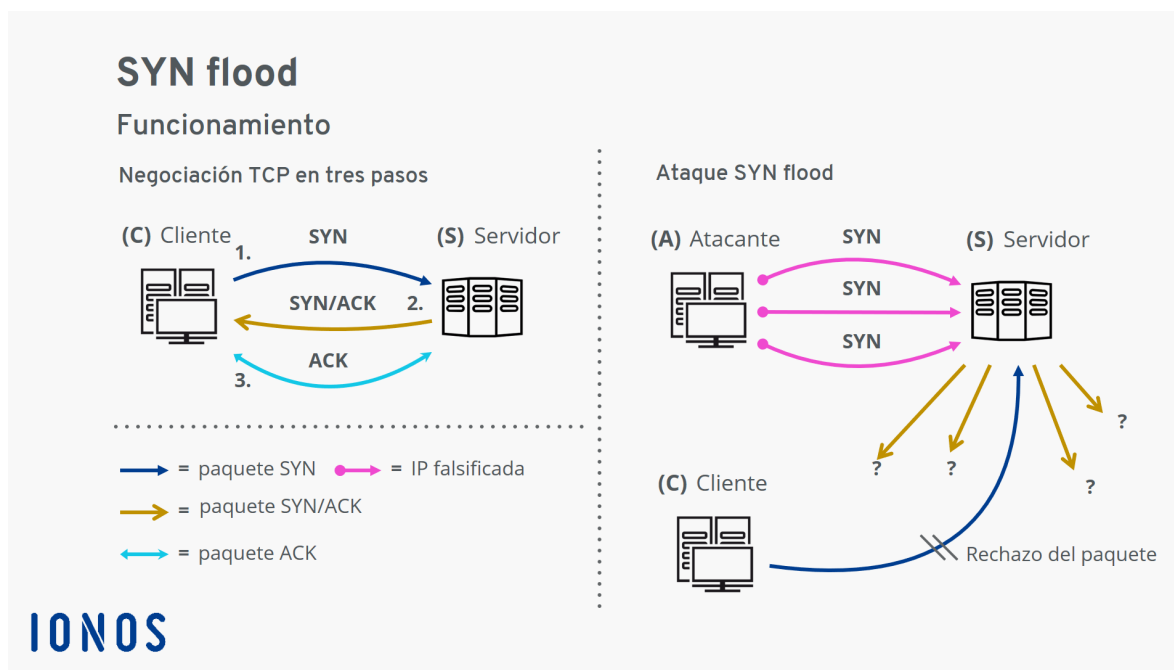 SYN flood
Funcionamiento
Negociación TCP en tres pasos
(C) Cliente
1.
SYN
(S) Servidor
SYN/ACK
2.
ACK
3.
= paquete SYN
= IP falsificada
= paquete SYN/ACK
= paquete ACK
Ataque SYN flood
(A) Atacante
SYN
(S) Servidor
SYN
SYN
?
?
?
?
(C) Cliente
Rechazo del paquete
IONOS